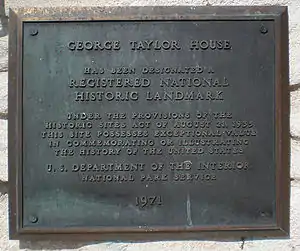 GEORGE TAYLOR HOUSE
HAS BEEN DESIGNATED A
REGISTERED NATIONAL
HISTORIC LANDMARK
UNDER THE PROVISIONS OF THE
HISTORIC SITES ACT OF AUGUST 21, 1935
THIS SITE POSSESSES EXCEPTIONAL VALUE
IN COMMEMORATING OR ILLUSTRATING
THE HISTORY OF THE UNITED STATES
U. S. DEPARTMENT OF THE INTERIOR
NATIONAL PARK SERVICE
1971